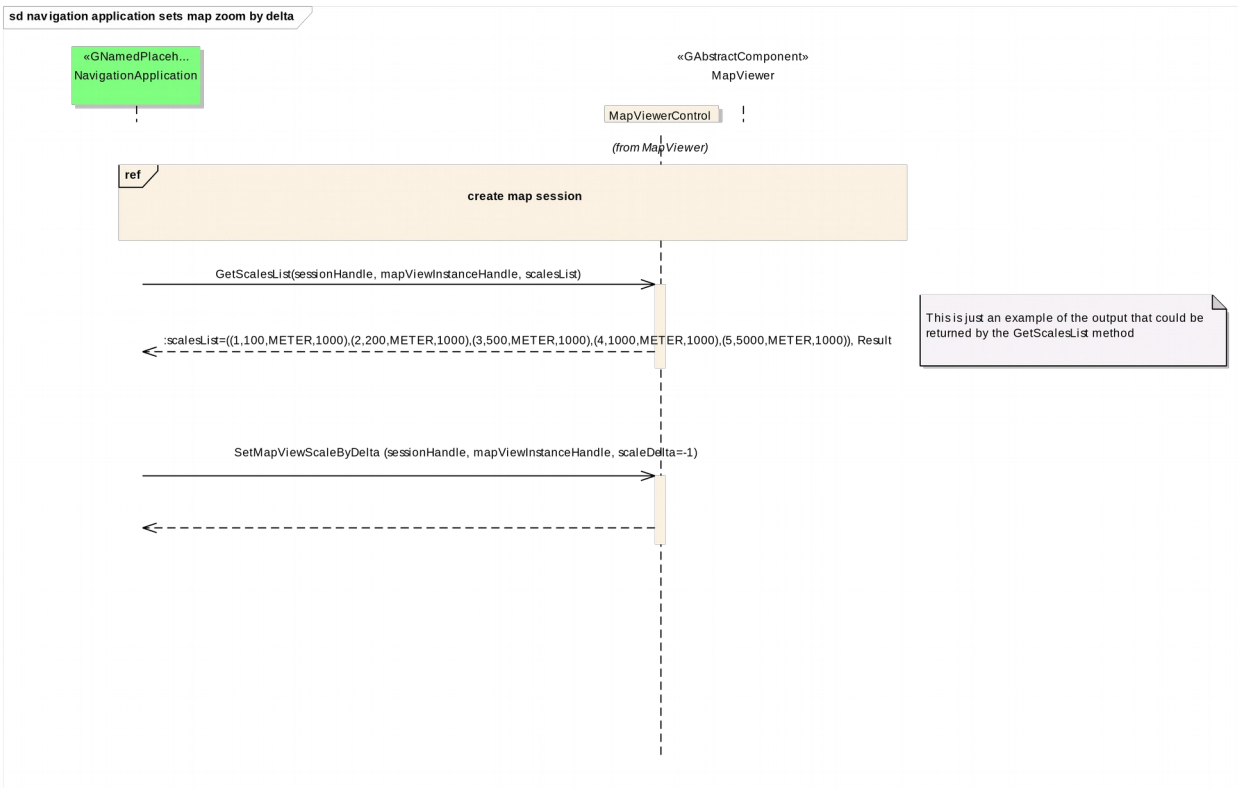 sd navigation application sets map zoom by delta
«GNamedPlaceh...
NavigationApplication
«GAbstractComponent»
MapViewer
MapViewerControl
(from MapViewer)
ref
create map session
GetScalesList(sessionHandle, mapViewInstanceHandle, scalesList)
:scalesList=((1,100,METER,1000),(2,200,METER,1000),(3,500,METER,1000),(4,1000,METER,1000),(5,5000,METER,1000)), Result
This is just an example of the output that could be
returned by the GetScalesList method
SetMapViewScaleByDelta (sessionHandle, mapViewInstanceHandle, scaleDelta=-1)